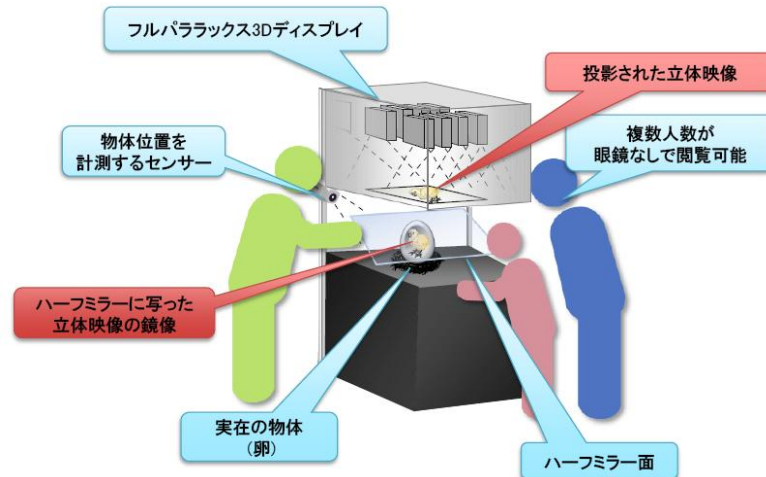 フルパララックス3Dディスプレイ
投影された立体映像
物体位置を
計測するセンサー
複数人数が
眼鏡なしで閲覧可能
ハーフミラーに写った
立体映像の鏡像
実在の物体
（卵）
ハーフミラー面